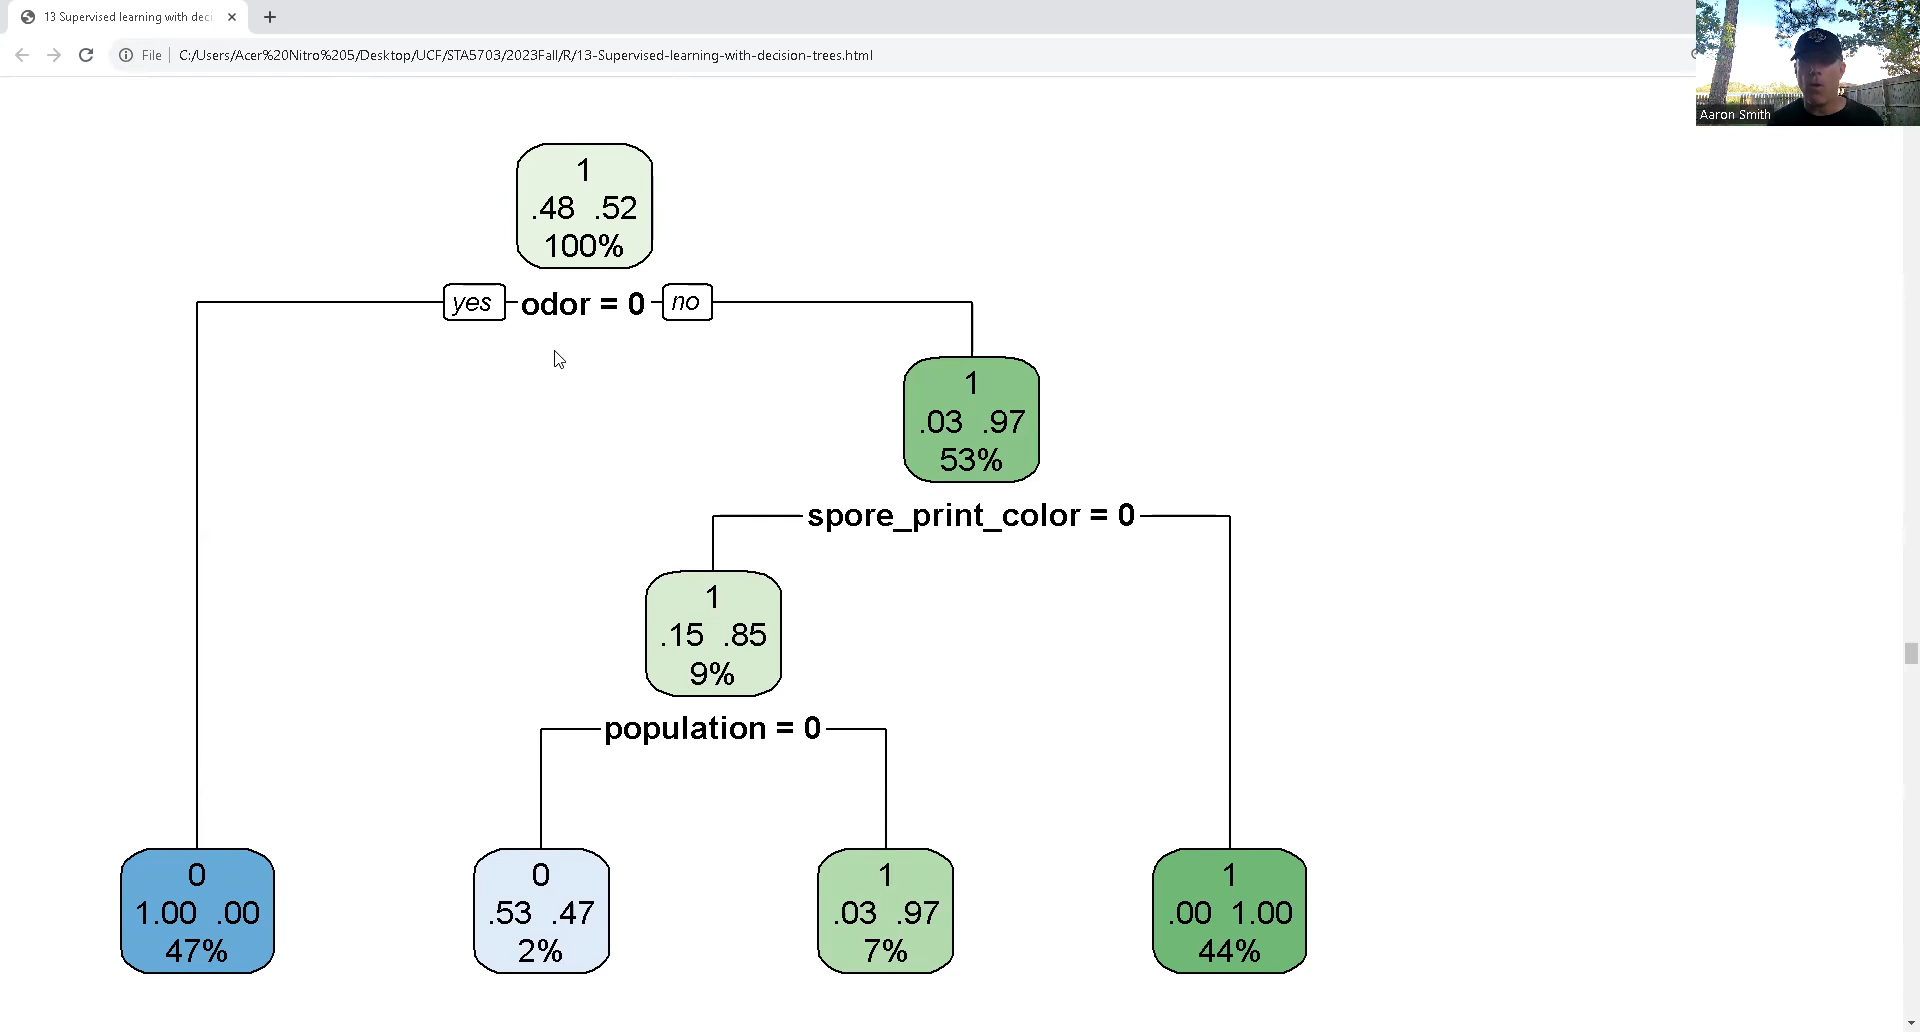 13 Supervised learning with deci
File
C:/Users/Acer%20Nitro%205/Desktop/UCF/STA5703/2023Fall/R/13-Supervised-learning-with-decision-trees.html
Aaron Smith
1
.48 .52
100%
yes
odor = 0
no
1
.03 .97
53%
spore_print_color = 0
1
.15 .85
9%
population = 0
0
1.00 .00
47%
0
.53 .47
2%
1
.03 .97
7%
1
.00 1.00
44%